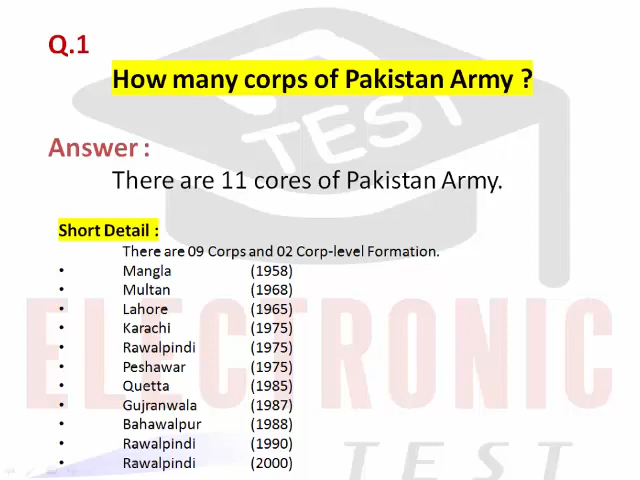 Q.1
How many corps of Pakistan Army ?
TEST
Answer :
There are 11 cores of Pakistan Army.
Short Detail :
There are 09 Corps and 02 Corp-level Formation.
• Mangla (1958)
• Multan (1968)
• Lahore (1965)
• Karachi (1975)
• Rawalpindi (1975)
• Peshawar (1975)
• Quetta (1985)
• Gujranwala (1987)
• Bahawalpur (1988)
• Rawalpindi (1990)
• Rawalpindi (2000)
ELECTRONIC
TEST